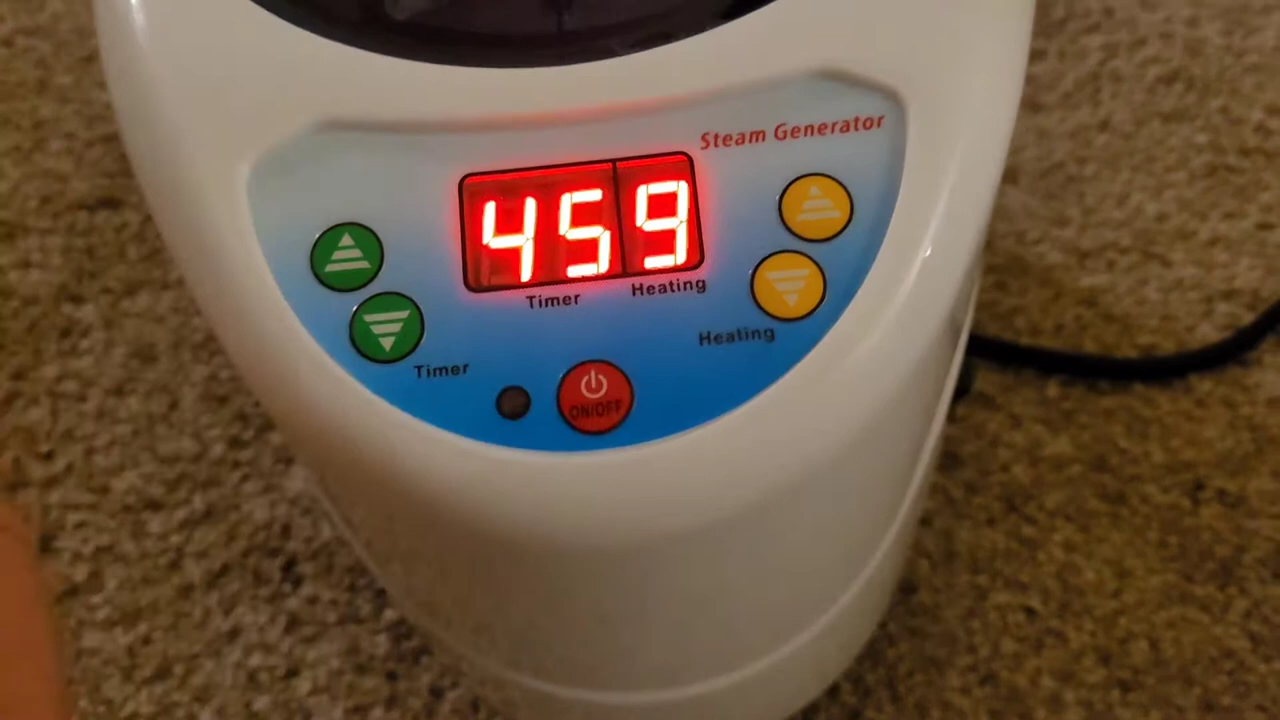 Steam Generator
459
Timer Heating
Timer
Heating
ON/OFF